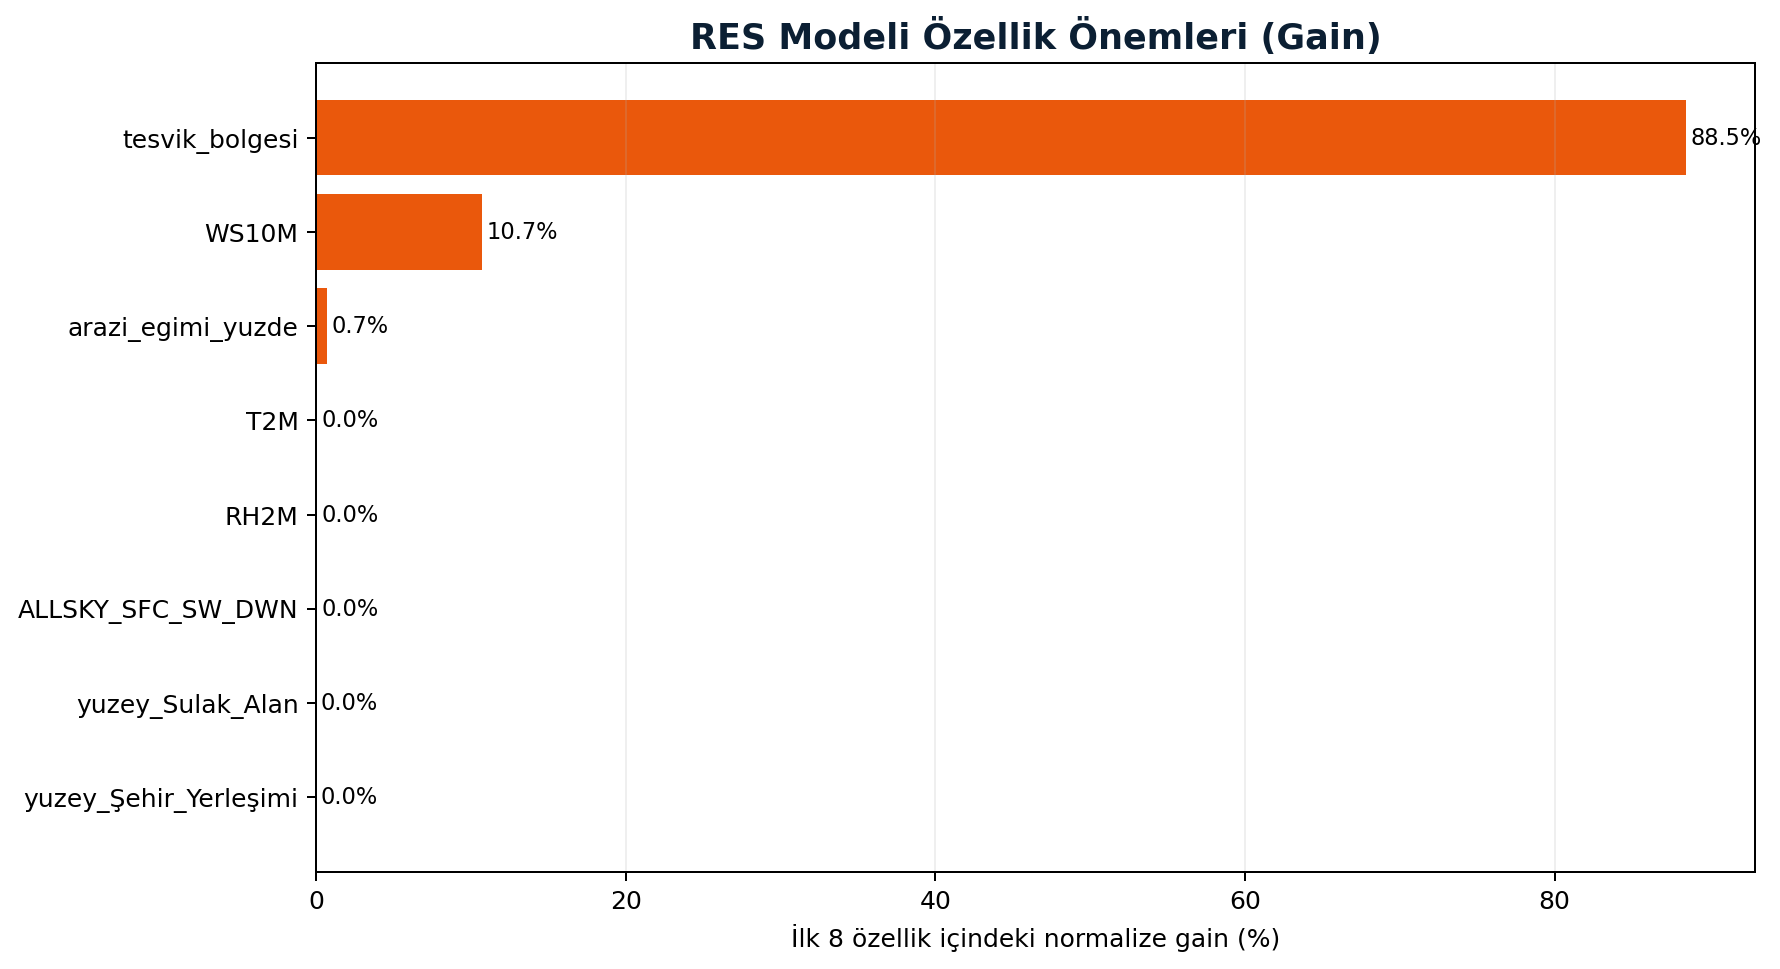 RES Modeli Özellik Önemleri (Gain)
tesvik_bolgesi 88.5%
WS10M 10.7%
arazi_egimi_yuzde 0.7%
T2M 0.0%
RH2M 0.0%
ALLSKY_SFC_SW_DWN 0.0%
yuzey_Sulak_Alan 0.0%
yuzey_Şehir_Yerleşimi 0.0%
0 20 40 60 80
İlk 8 özellik içindeki normalize gain (%)